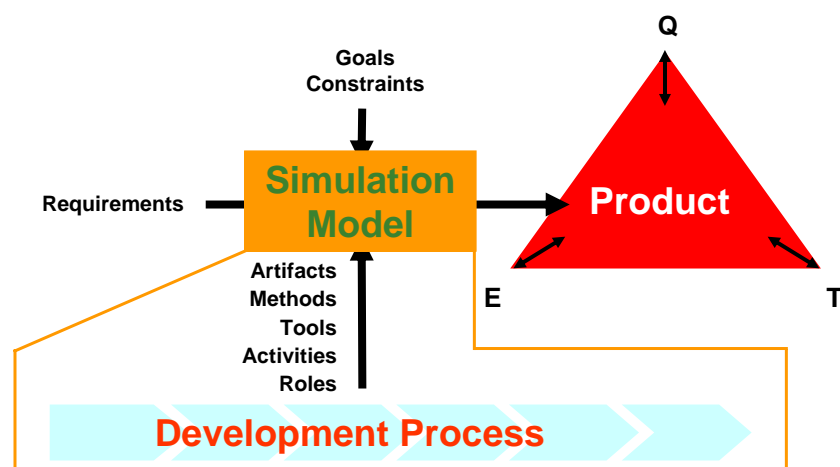 Q
Goals
Constraints
Simulation
Model
Requirements
Product
Artifacts
Methods
Tools
Activities
Roles
E
T
Development Process